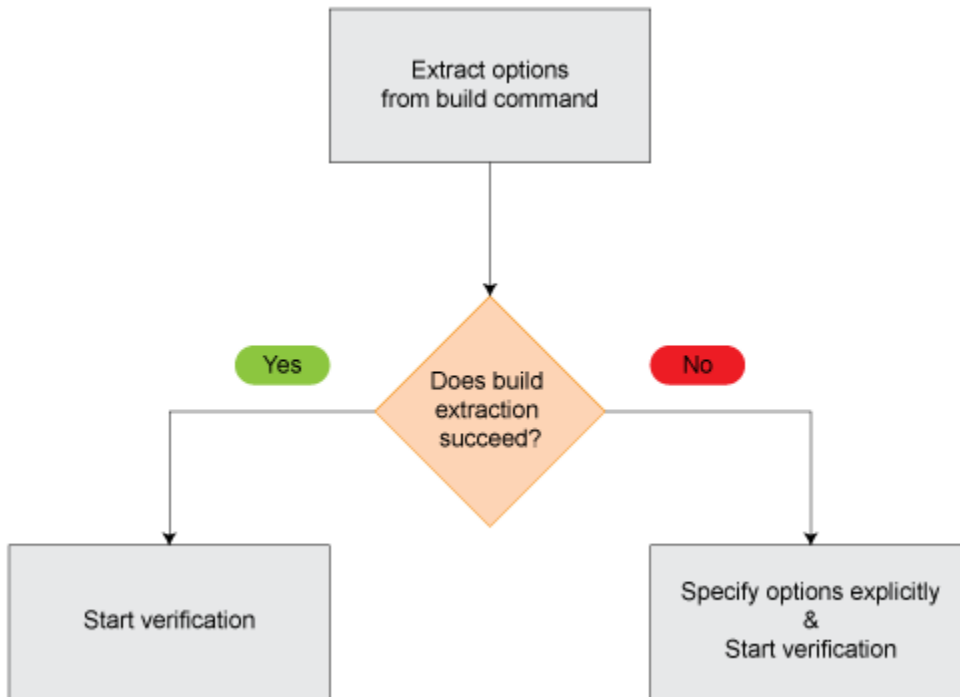 Extract options
from build command
Yes
No
Does build
extraction
succeed?
Start verification
Specify options explicitly
&
Start verification